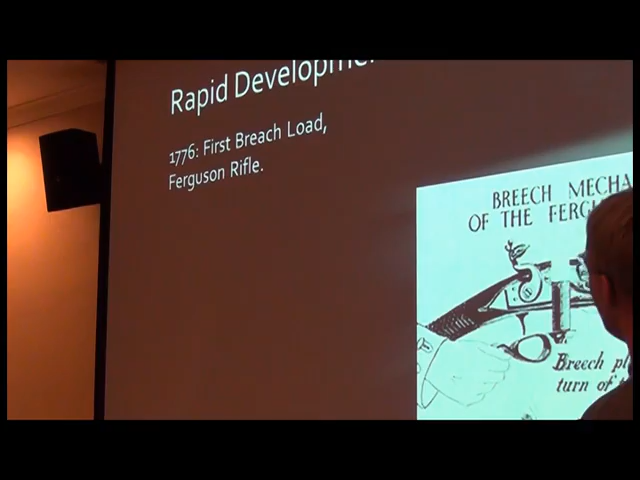 Rapid Developme
1776: First Breach Load,
Ferguson Rifle.
BREECH MECHA
OF THE FERG
Breech pl
turn of t